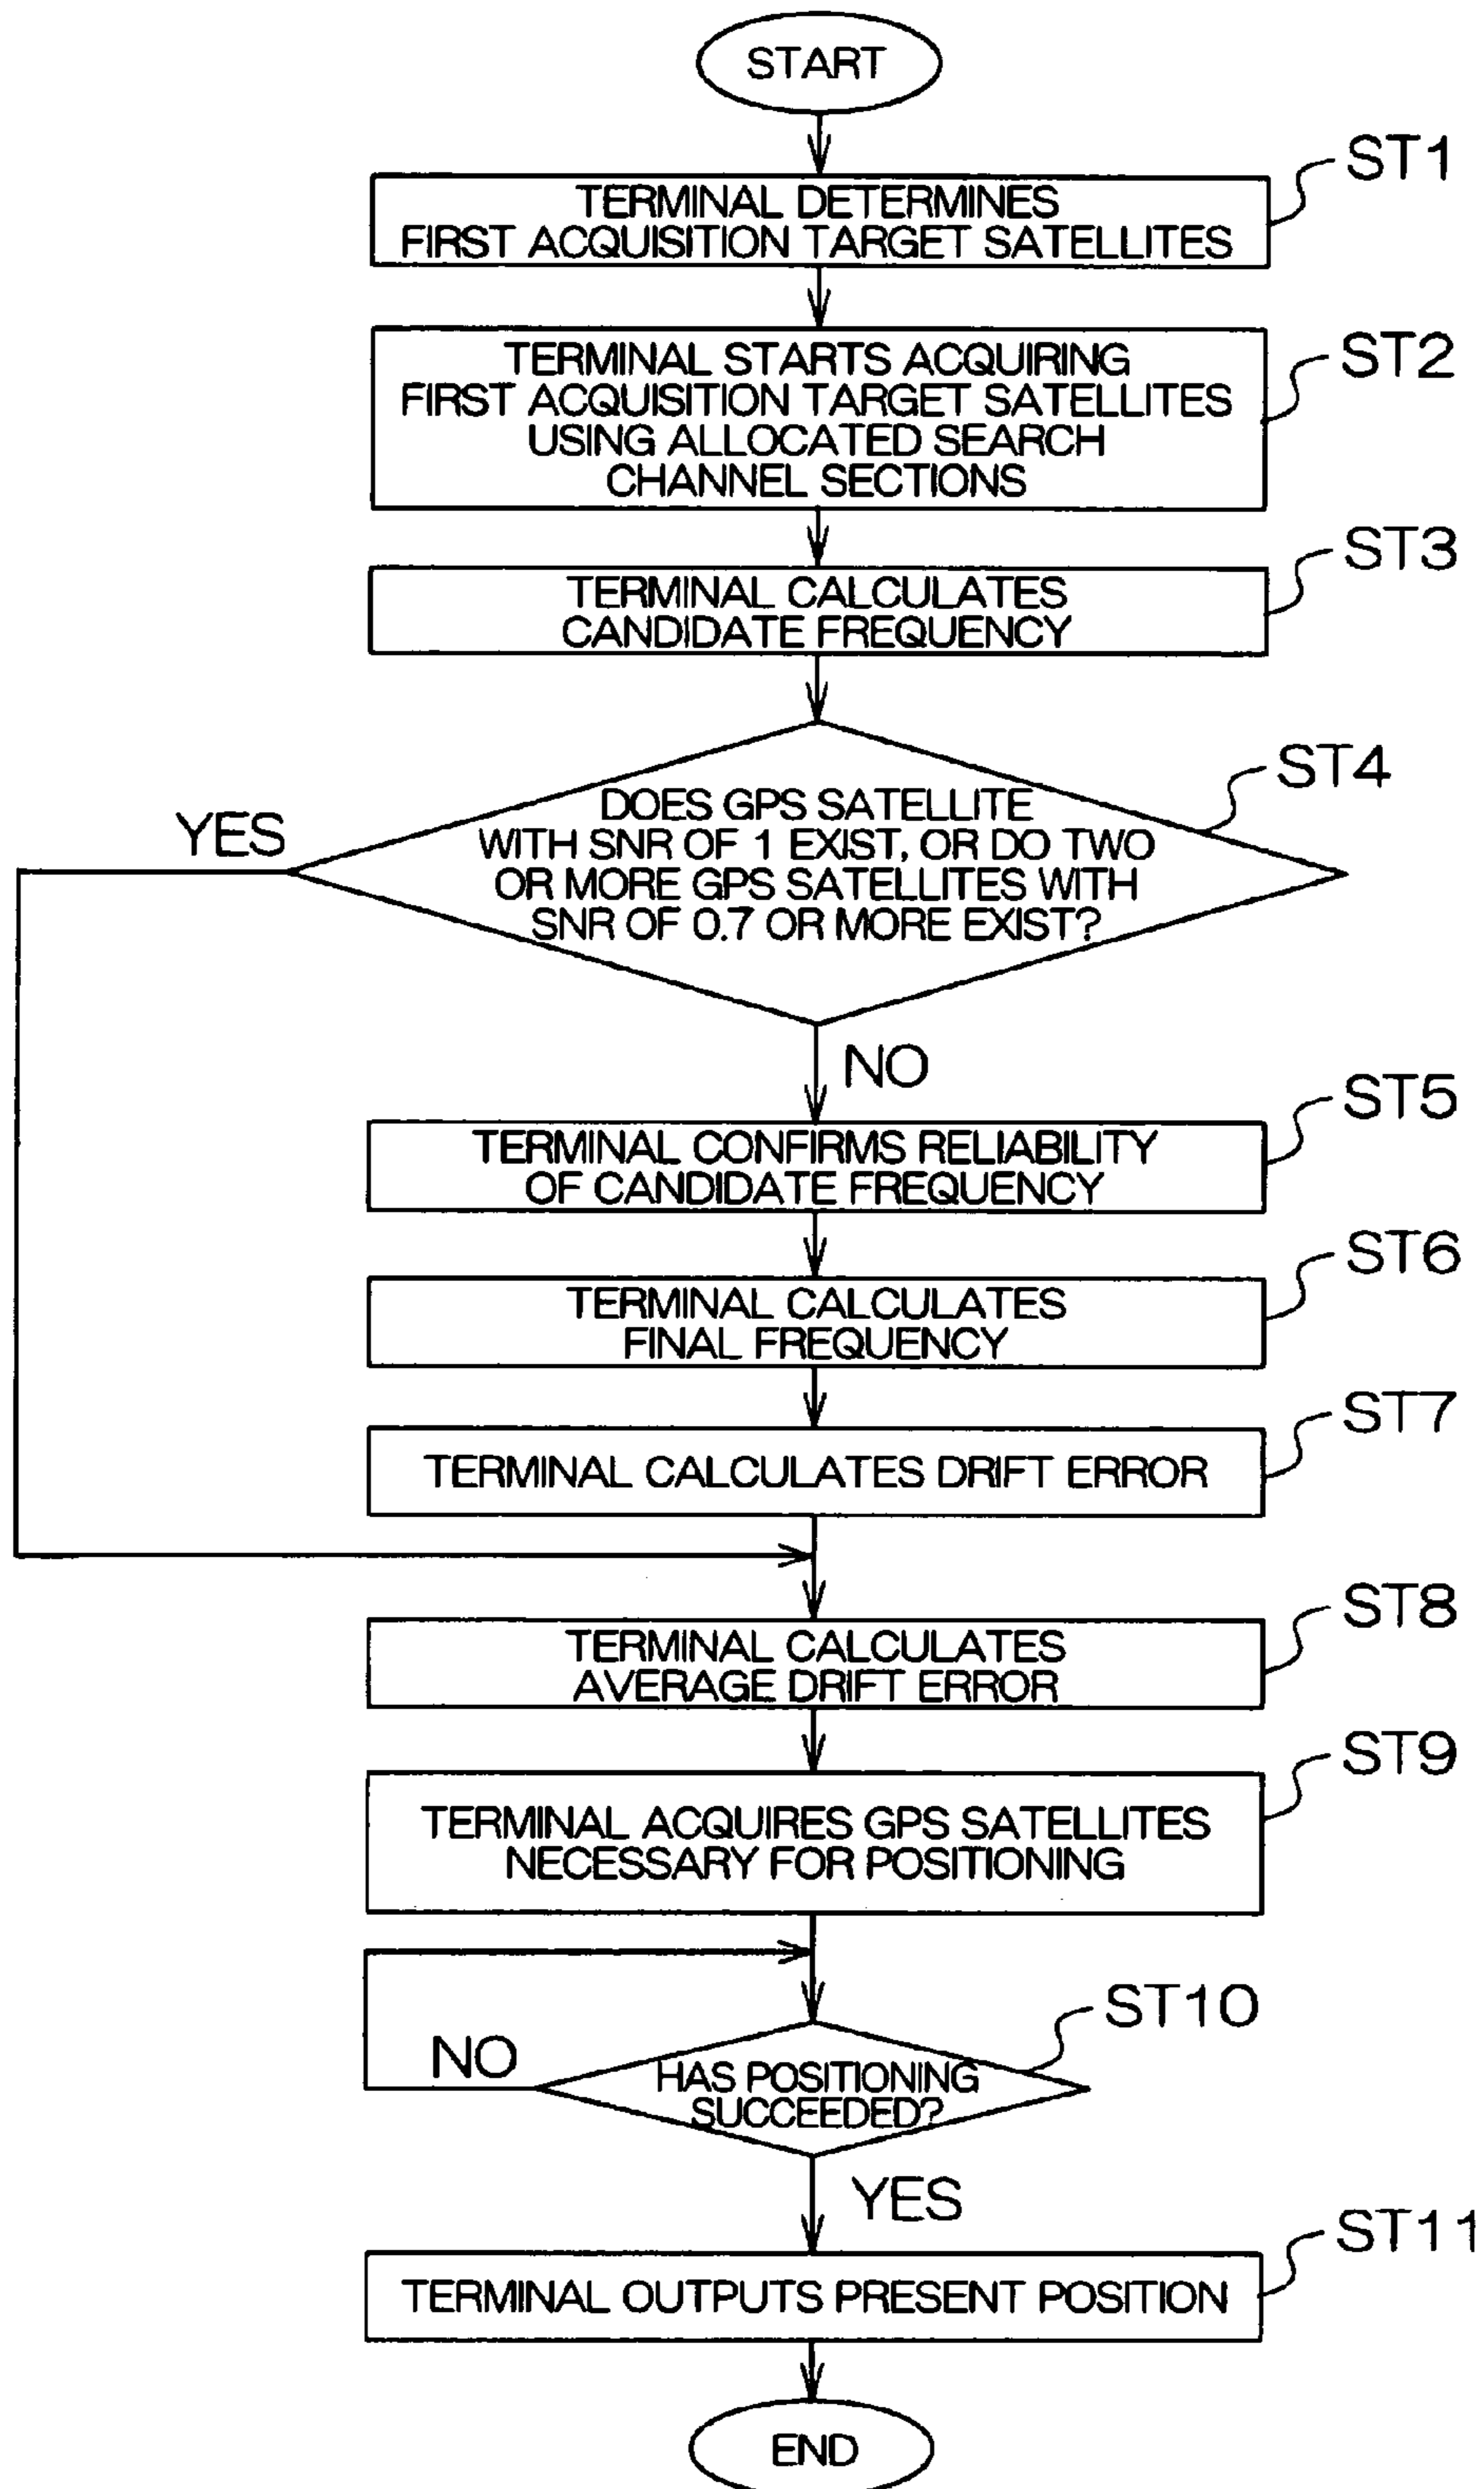 START
ST1
TERMINAL DETERMINES
FIRST ACQUISITION TARGET SATELLITES
ST2
TERMINAL STARTS ACQUIRING
FIRST ACQUISITION TARGET SATELLITES
USING ALLOCATED SEARCH
CHANNEL SECTIONS
ST3
TERMINAL CALCULATES
CANDIDATE FREQUENCY
ST4
YES
DOES GPS SATELLITE
WITH SNR OF 1 EXIST, OR DO TWO
OR MORE GPS SATELLITES WITH
SNR OF 0.7 OR MORE EXIST?
NO
ST5
TERMINAL CONFIRMS RELIABILITY
OF CANDIDATE FREQUENCY
ST6
TERMINAL CALCULATES
FINAL FREQUENCY
ST7
TERMINAL CALCULATES DRIFT ERROR
ST8
TERMINAL CALCULATES
AVERAGE DRIFT ERROR
ST9
TERMINAL ACQUIRES GPS SATELLITES
NECESSARY FOR POSITIONING
ST10
NO
HAS POSITIONING
SUCCEEDED?
YES
ST11
TERMINAL OUTPUTS PRESENT POSITION
END